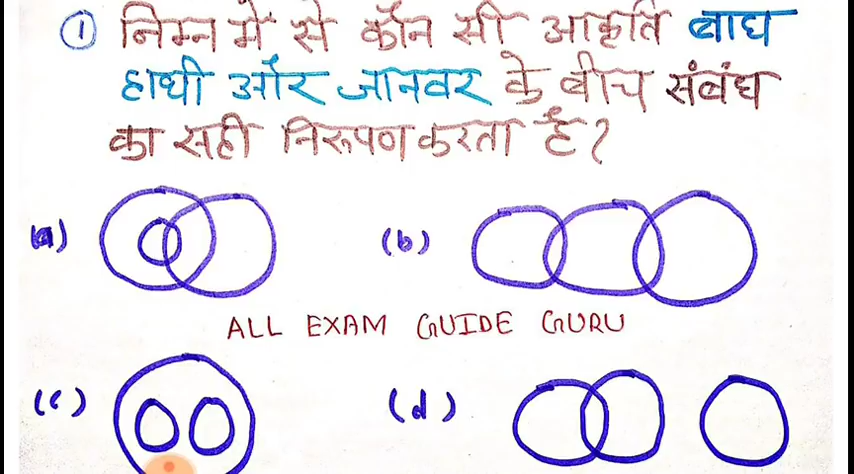 ① निम्न में से कौन सी आकृति बाघ
हाथी और जानवर के बीच संबंध
का सही निरूपण करता है?
(a) (b)
ALL EXAM GUIDE GURU
(c) (d)